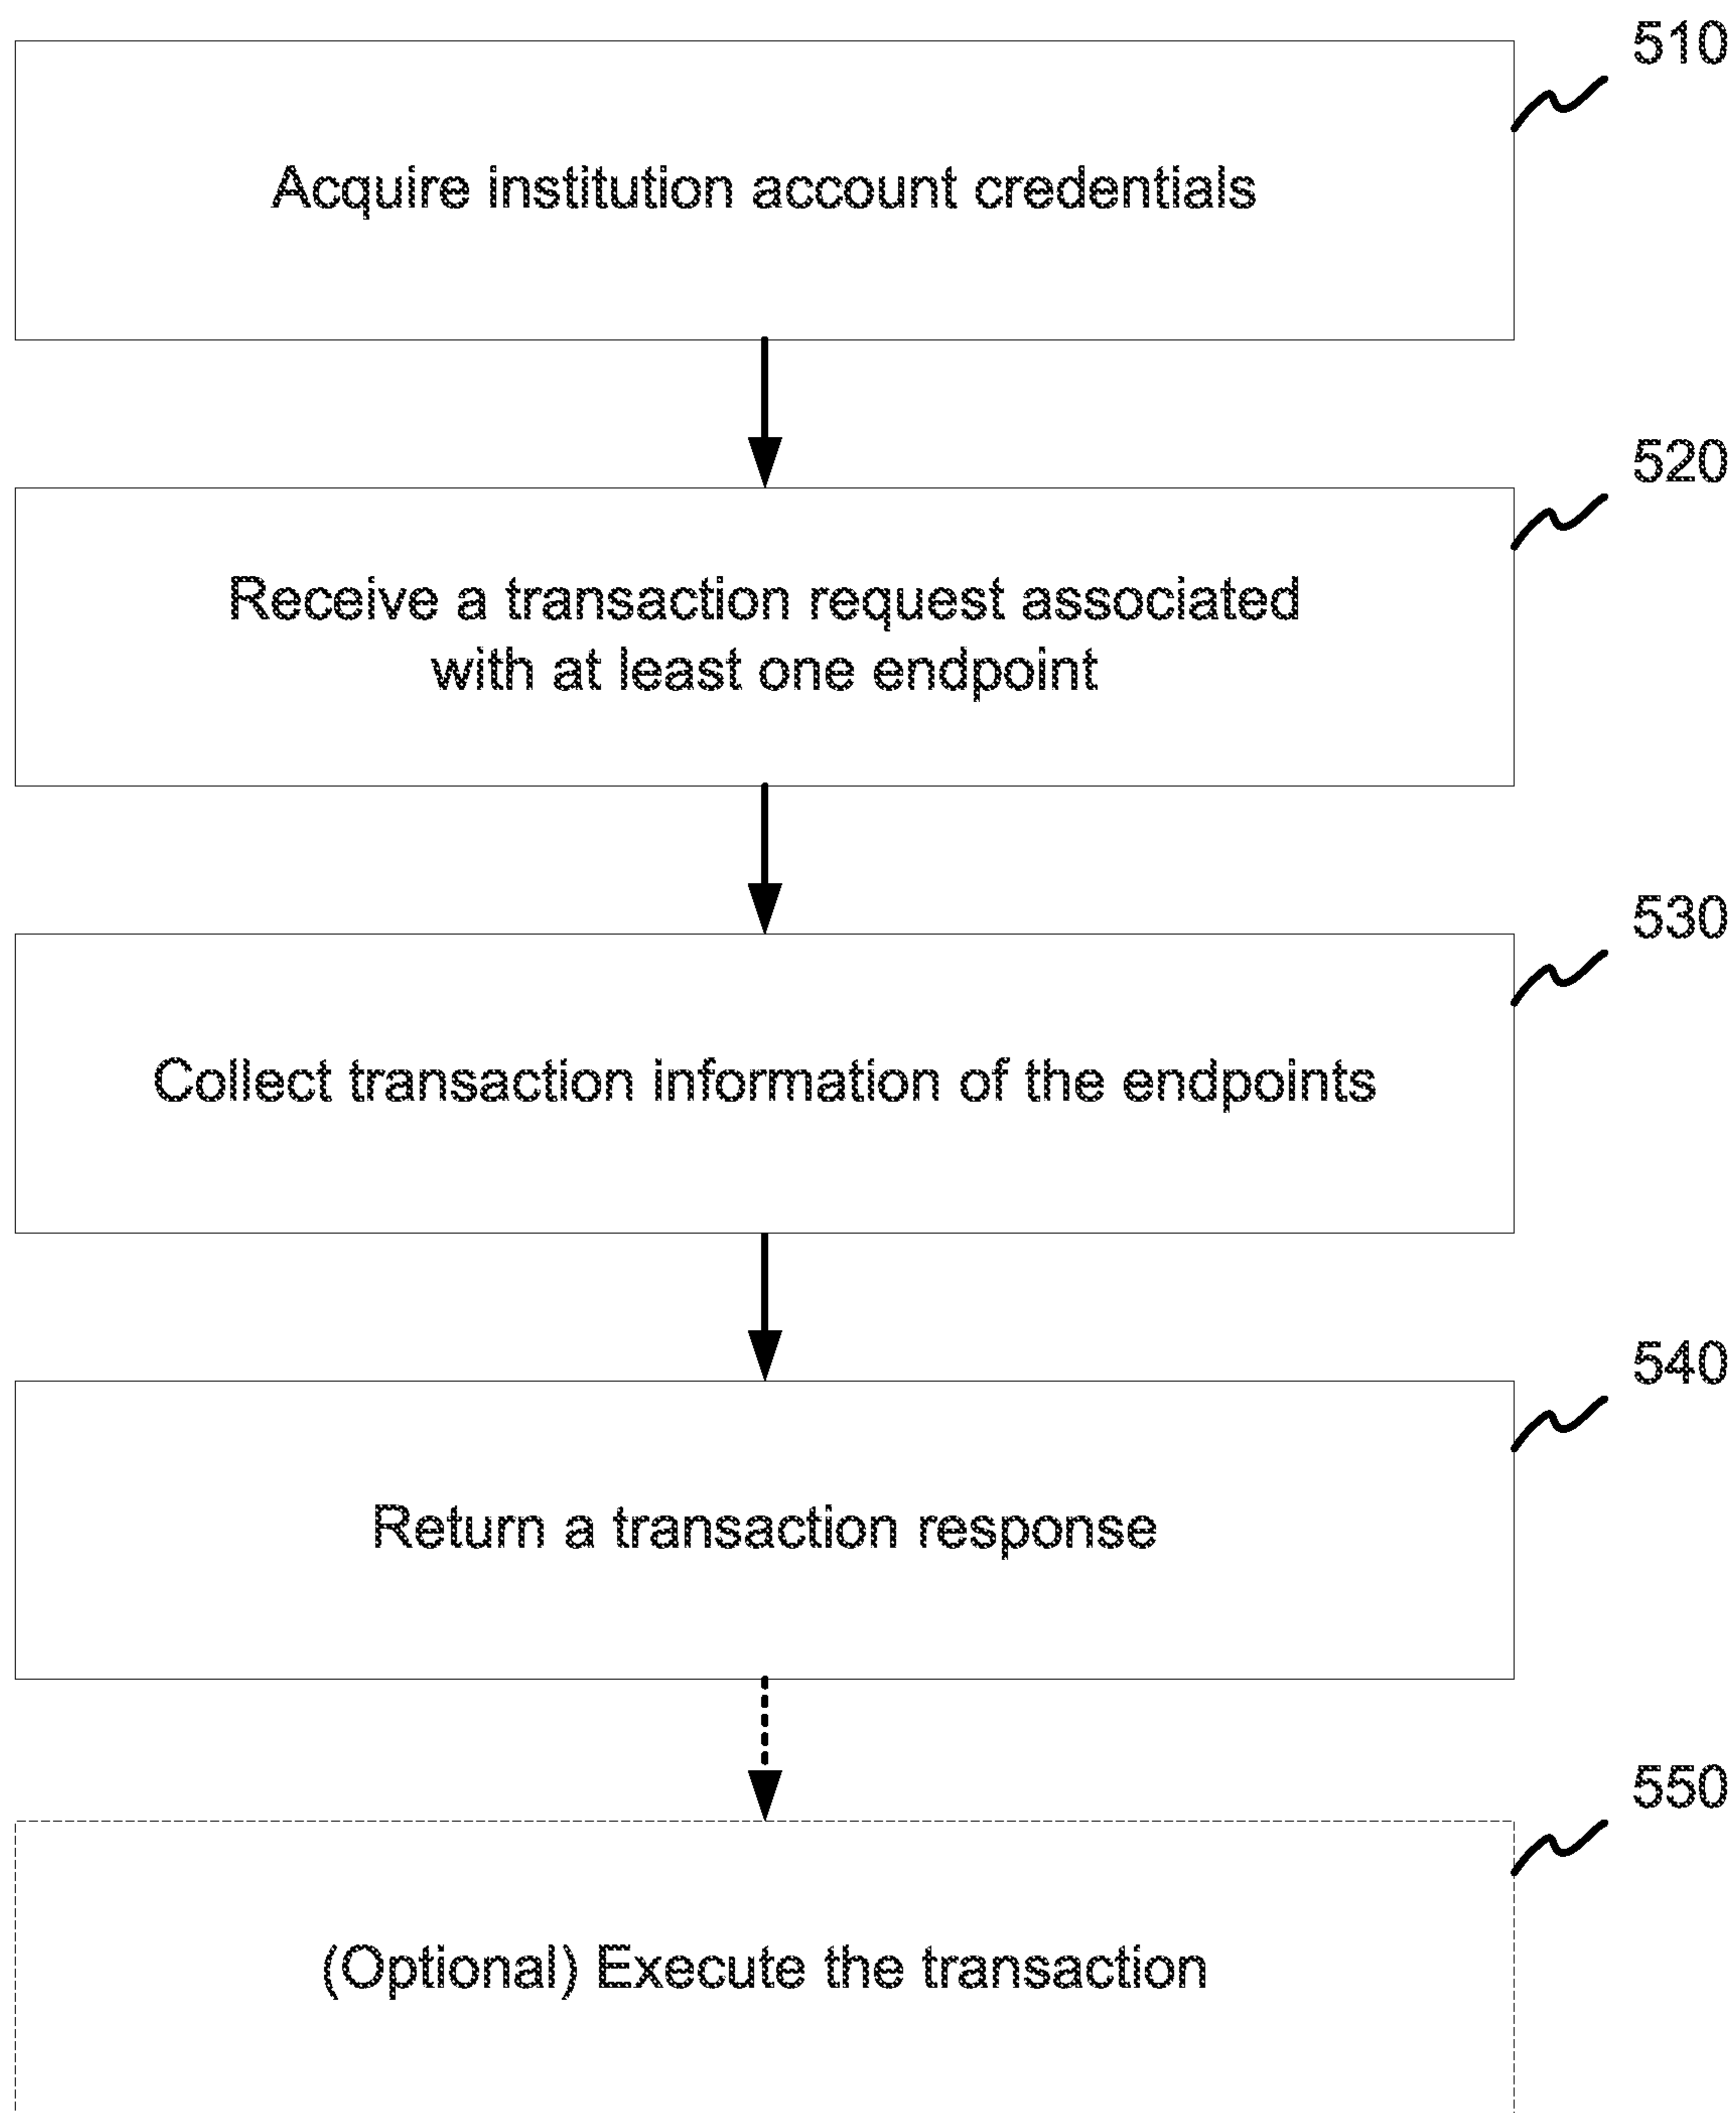 510
Acquire institution account credentials
520
Receive a transaction request associated
with at least one endpoint
530
Collect transaction information of the endpoints
540
Return a transaction response
550
(Optional) Execute the transaction